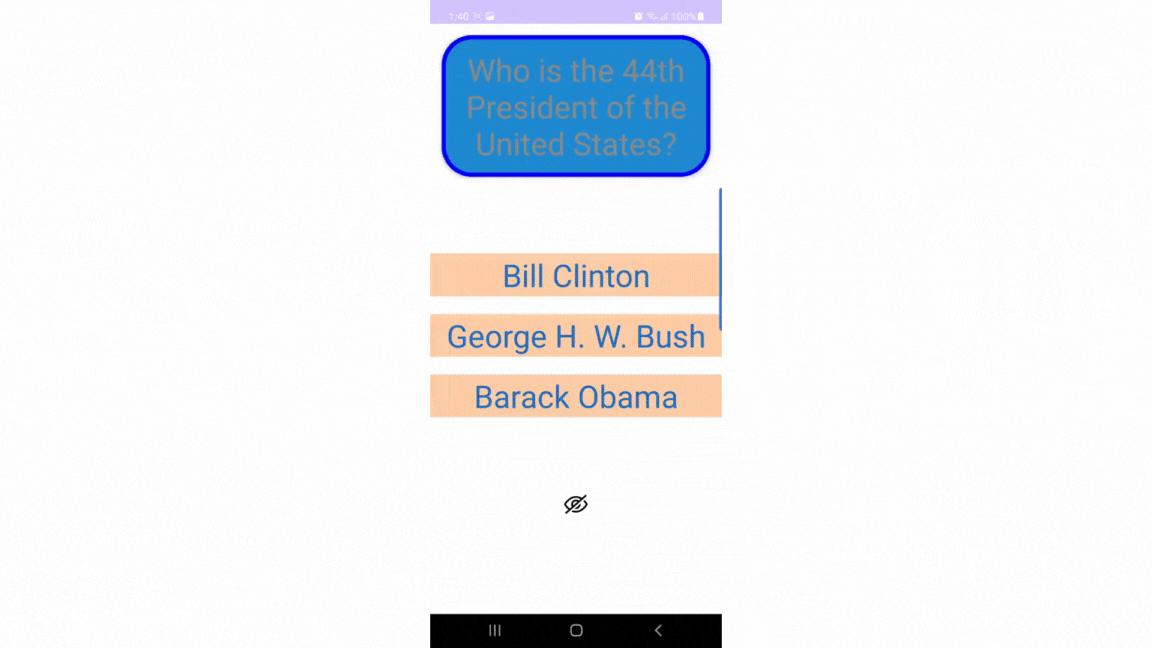 1:40 100%
Who is the 44th
President of the
United States?
Bill Clinton
George H. W. Bush
Barack Obama